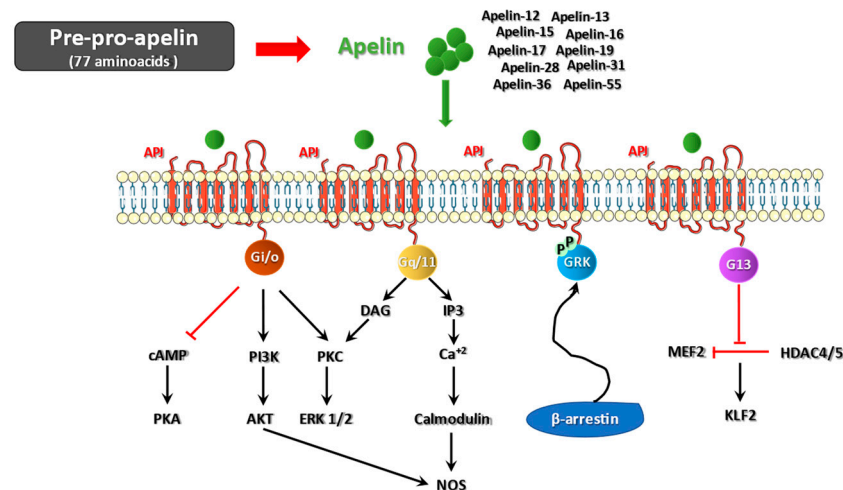 Pre-pro-apelin
(77 aminoacids )
Apelin
Apelin-12 Apelin-13
Apelin-15 Apelin-16
Apelin-17 Apelin-19
Apelin-28 Apelin-31
Apelin-36 Apelin-55
APJ APJ APJ APJ
Gi/o Gq/11 P P GRK G13
DAG IP3
cAMP PI3K PKC Ca+2 MEF2 HDAC4/5
PKA AKT ERK 1/2 Calmodulin β-arrestin KLF2
NOS